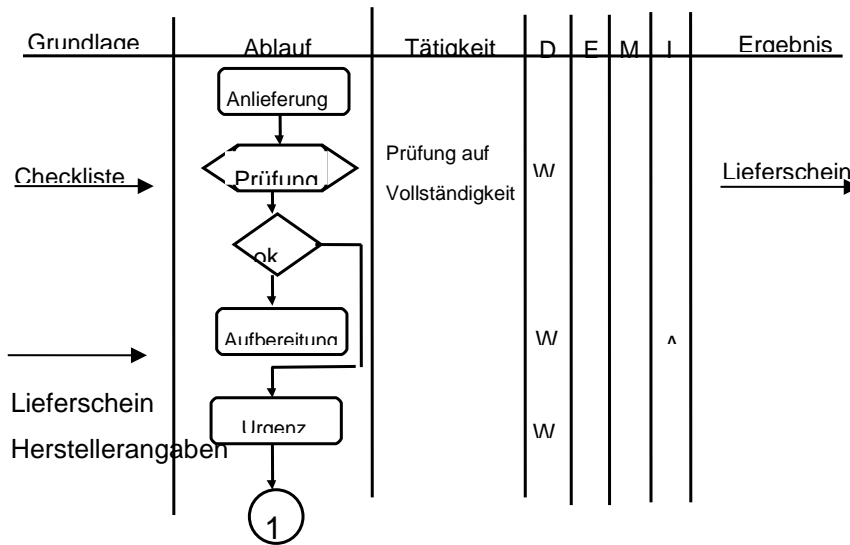 Grundlage Ablauf Tätigkeit D E M I Ergebnis
Anlieferung
Checkliste Prüfung Prüfung auf W Lieferschein
Vollständigkeit
ok
Aufbereitung W
Lieferschein
Urgenz W
Herstellerangaben
1